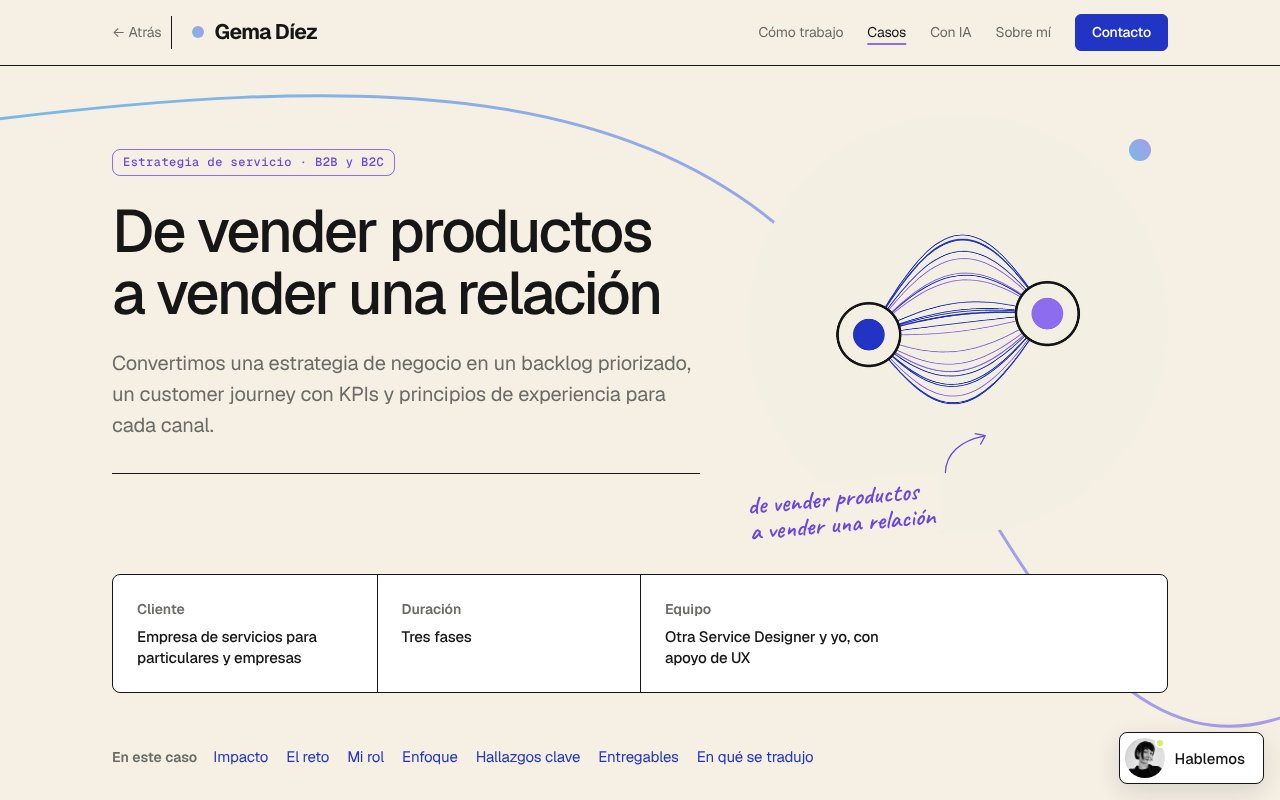 ← Atrás
Gema Díez
Cómo trabajo
Casos
Con IA
Sobre mí
Contacto
Estrategia de servicio · B2B y B2C
De vender productos
a vender una relación
Convertimos una estrategia de negocio en un backlog priorizado,
un customer journey con KPIs y principios de experiencia para
cada canal.
de vender productos
a vender una relación
Cliente
Empresa de servicios para
particulares y empresas
Duración
Tres fases
Equipo
Otra Service Designer y yo, con
apoyo de UX
En este caso
Impacto
El reto
Mi rol
Enfoque
Hallazgos clave
Entregables
En qué se tradujo
Hablemos